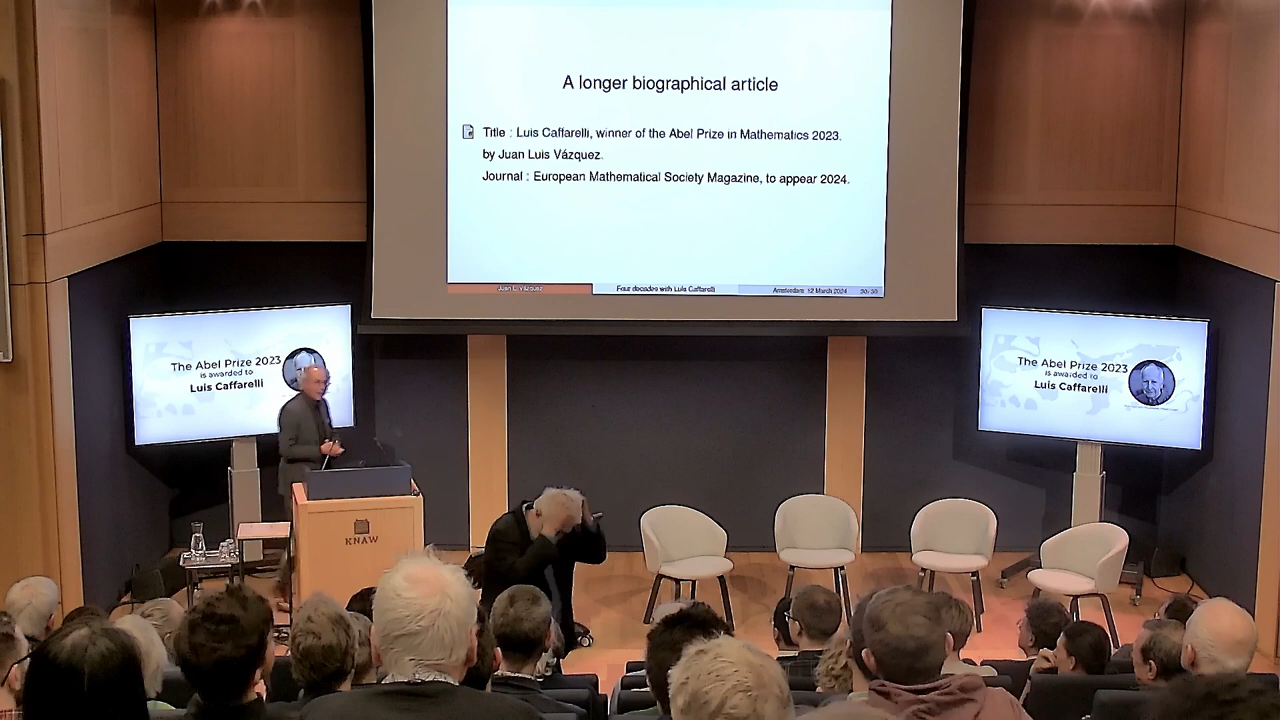 A longer biographical article
Title : Luis Caffarelli, winner of the Abel Prize in Mathematics 2023.
by Juan Luis Vázquez.
Journal : European Mathematical Society Magazine, to appear 2024.
Juan L. Vázquez
Four decades with Luis Caffarelli
Amsterdam 12 March 2024
30/30
The Abel Prize 2023
is awarded to
Luis Caffarelli
The Abel Prize 2023
is awarded to
Luis Caffarelli
KNAW